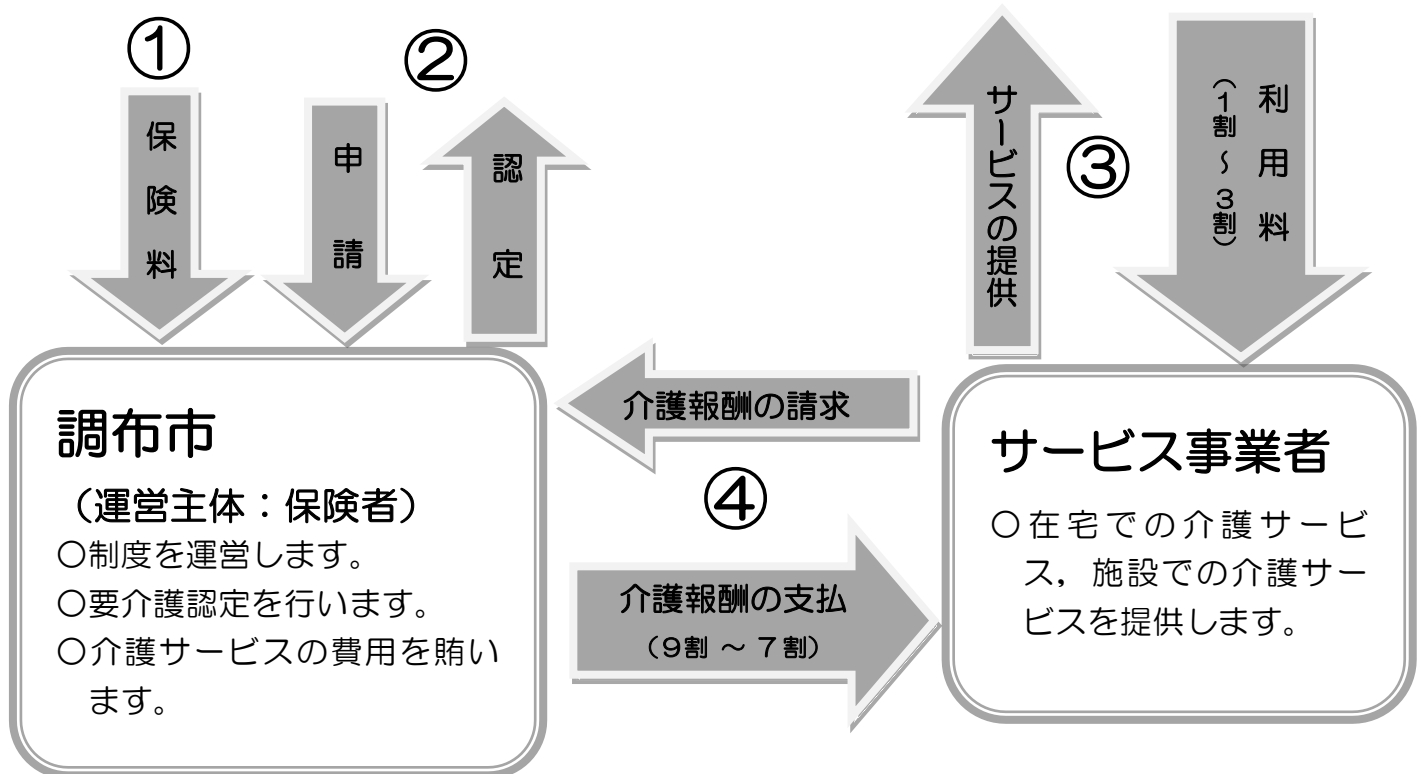 ①
保険料
②
申請
認定
サービスの提供
③
利用料
（１割～３割）
介護報酬の請求
④
介護報酬の支払
（９割 ～ ７割）
調布市
（運営主体：保険者）
○制度を運営します。
○要介護認定を行います。
○介護サービスの費用を賄い
ます。
サービス事業者
○在宅での介護サービ
ス，施設での介護サー
ビスを提供します。